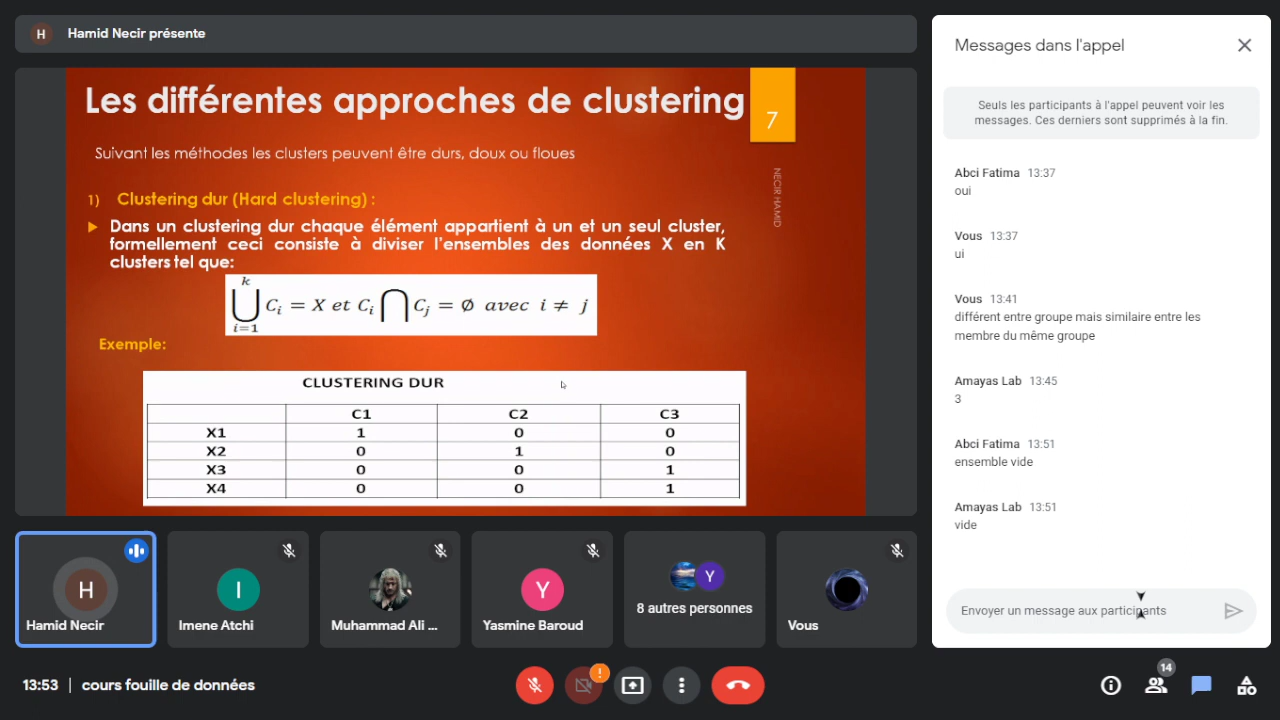 H Hamid Necir présente
Les différentes approches de clustering
7
Suivant les méthodes les clusters peuvent être durs, doux ou floues
NECIR HAMID
1) Clustering dur (Hard clustering) :
Dans un clustering dur chaque élément appartient à un et un seul cluster,
formellement ceci consiste à diviser l'ensembles des données X en K
clusters tel que:
k
⋃ Cᵢ = X et Cᵢ ⋂ Cⱼ = Ø avec i ≠ j
i=1
Exemple:
CLUSTERING DUR
C1 C2 C3
X1 1 0 0
X2 0 1 0
X3 0 0 1
X4 0 0 1
H
Hamid Necir
I
Imene Atchi
Muhammad Ali ...
Y
Yasmine Baroud
Y
8 autres personnes
Vous
13:53 | cours fouille de données
!
14
Messages dans l'appel
Seuls les participants à l'appel peuvent voir les
messages. Ces derniers sont supprimés à la fin.
Abci Fatima 13:37
oui
Vous 13:37
ui
Vous 13:41
différent entre groupe mais similaire entre les
membre du même groupe
Amayas Lab 13:45
3
Abci Fatima 13:51
ensemble vide
Amayas Lab 13:51
vide
Envoyer un message aux participants